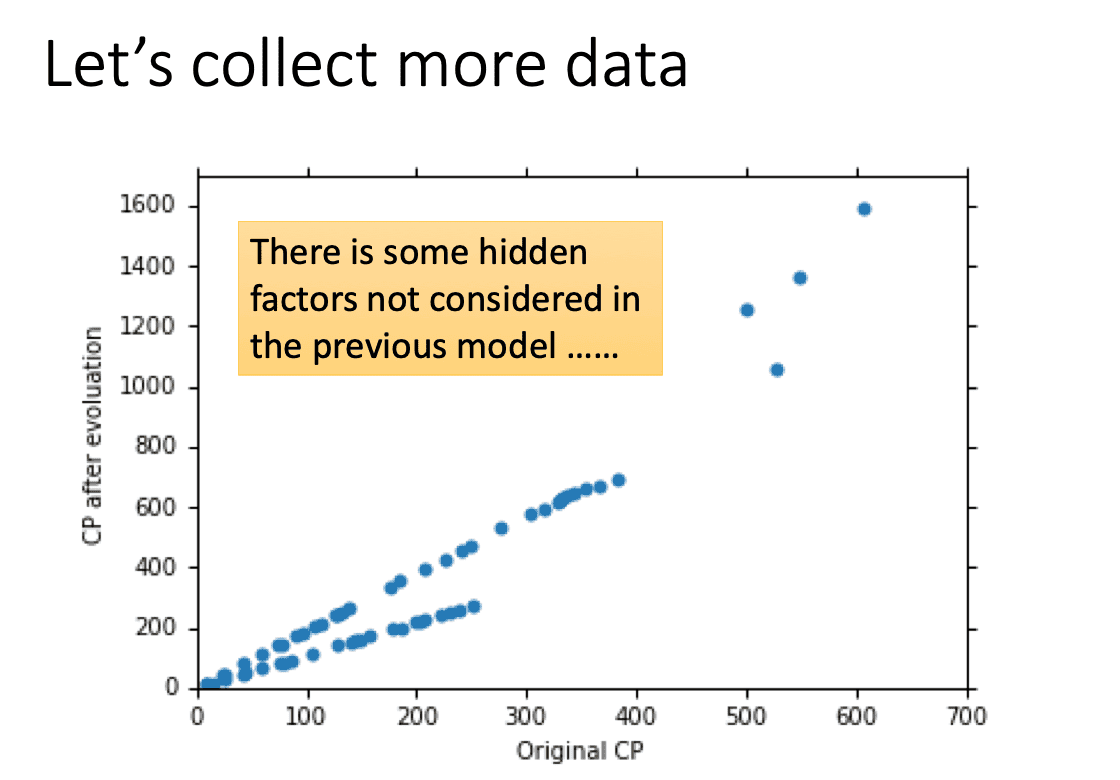 Let's collect more data
There is some hidden
factors not considered in
the previous model ......
1600
1400
1200
1000
800
600
400
200
0
CP after evoluation
0 100 200 300 400 500 600 700
Original CP